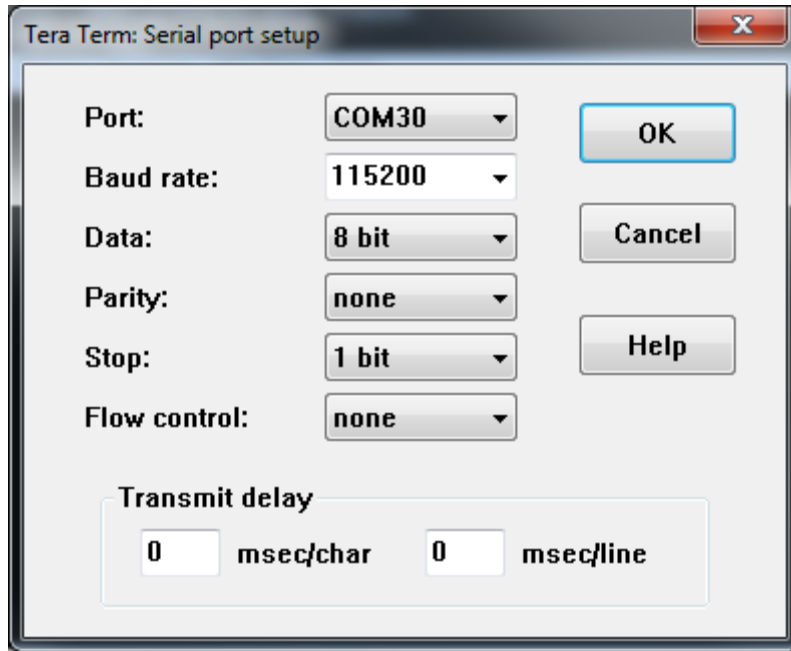 Tera Term: Serial port setup
Port: COM30
OK
Baud rate: 115200
Data: 8 bit
Cancel
Parity: none
Stop: 1 bit
Help
Flow control: none
Transmit delay
0 msec/char 0 msec/line